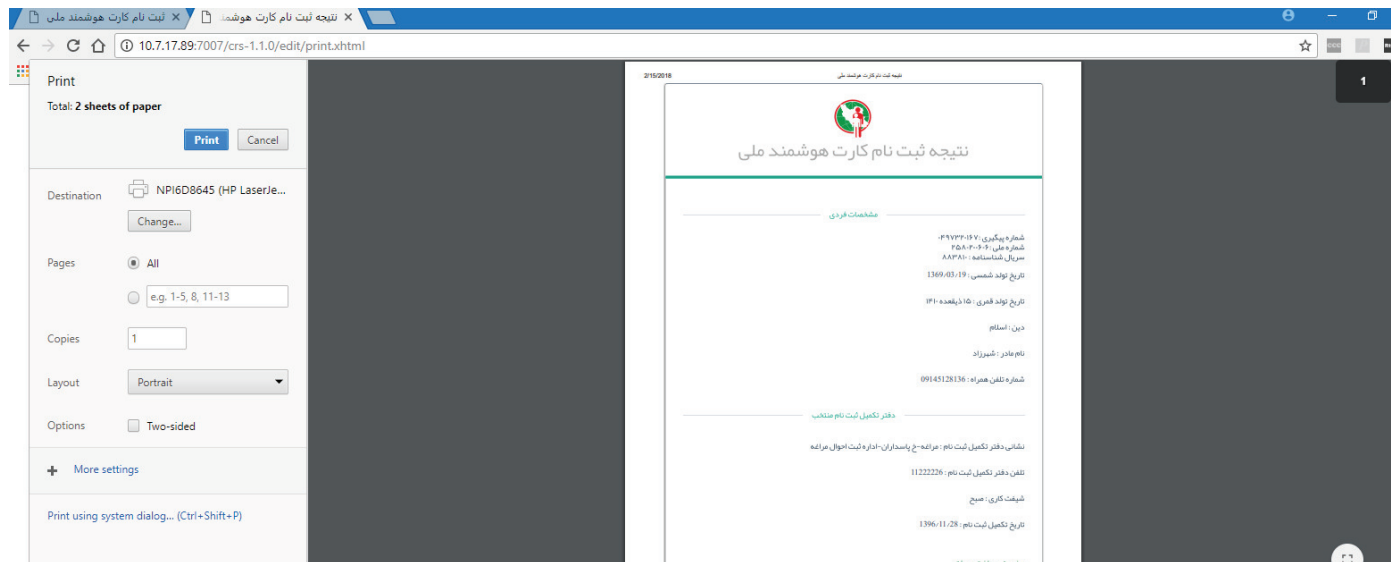 ثبت نام کارت هوشمند ملی
نتیجه ثبت نام کارت هوشمند
10.7.17.89:7007/crs-1.1.0/edit/print.xhtml
Print
Total: 2 sheets of paper
Print Cancel
Destination NPI6D8645 (HP LaserJe...
Change...
Pages All
e.g. 1-5, 8, 11-13
Copies 1
Layout Portrait
Options Two-sided
More settings
Print using system dialog... (Ctrl+Shift+P)
1
2/15/2018 نتیجه ثبت نام کارت هوشمند ملی
نتیجه ثبت نام کارت هوشمند ملی
مشخصات فردی
شماره پیگیری :
شماره ملی :
سریال شناسنامه :
تاریخ تولد شمسی : 1369/03/19
تاریخ تولد قمری : ۱۵ ذیقعده ۱۴۱۰
دین : اسلام
نام مادر : شهرزاد
شماره تلفن همراه : 09145128136
دفتر تکمیل ثبت نام منتخب
نشانی دفتر تکمیل ثبت نام : مراغه-خ پاسداران-اداره ثبت احوال مراغه
تلفن دفتر تکمیل ثبت نام : 11222226
شیفت کاری : صبح
تاریخ تکمیل ثبت نام : 1396/11/28